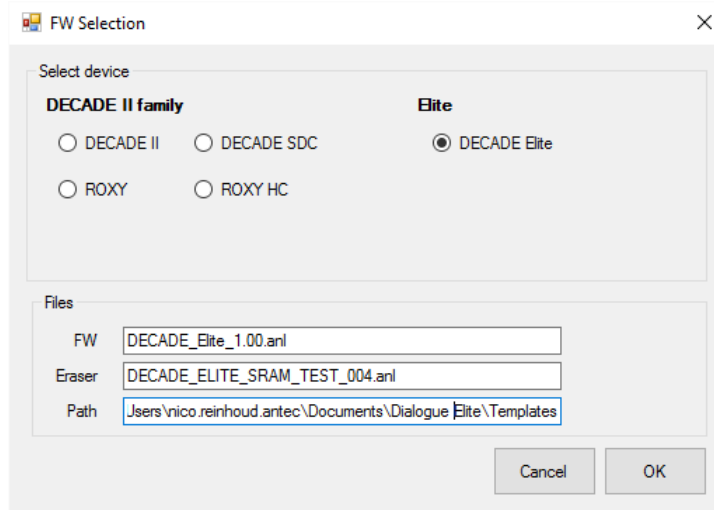 FW Selection
Select device
DECADE II family
Elite
DECADE II
DECADE SDC
DECADE Elite
ROXY
ROXY HC
Files
FW
DECADE_Elite_1.00.anl
Eraser
DECADE_ELITE_SRAM_TEST_004.anl
Path
Users\nico.reinhoud.antec\Documents\Dialogue Elite\Templates
Cancel
OK